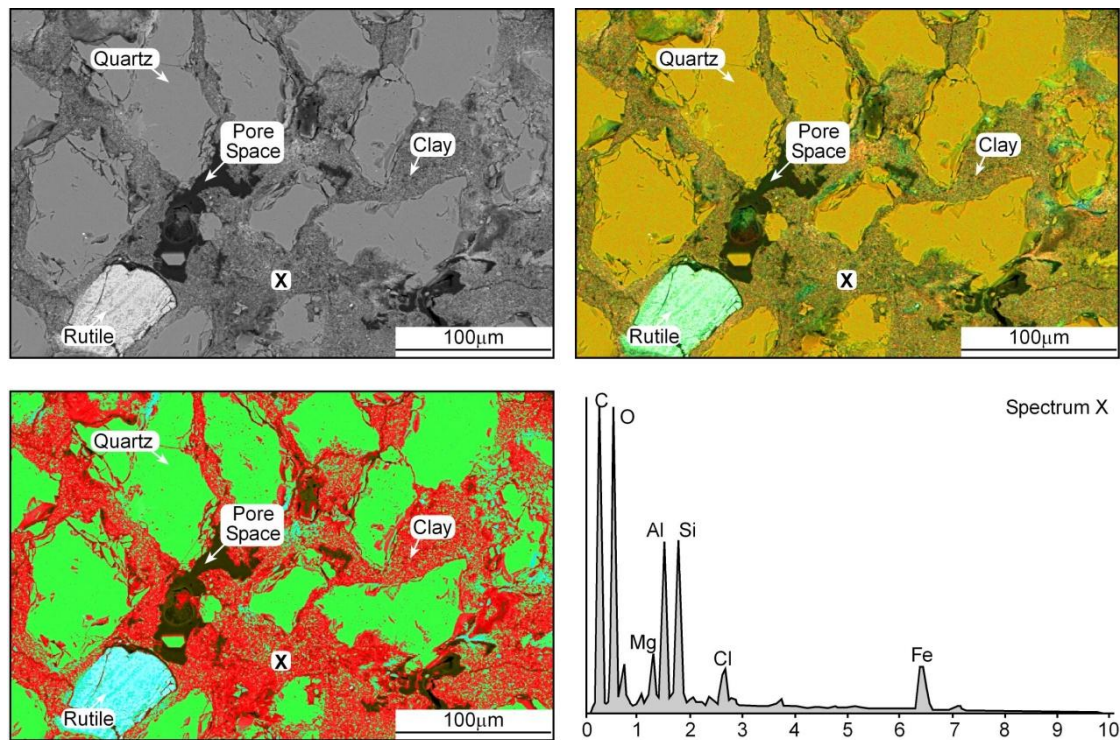 Quartz
Pore
Space
Clay
X
Rutile
100μm
Quartz
Pore
Space
Clay
X
Rutile
100μm
Quartz
Pore
Space
Clay
X
Rutile
100μm
C
O
Spectrum X
Al
Si
Mg
Cl
Fe
0 1 2 3 4 5 6 7 8 9 10